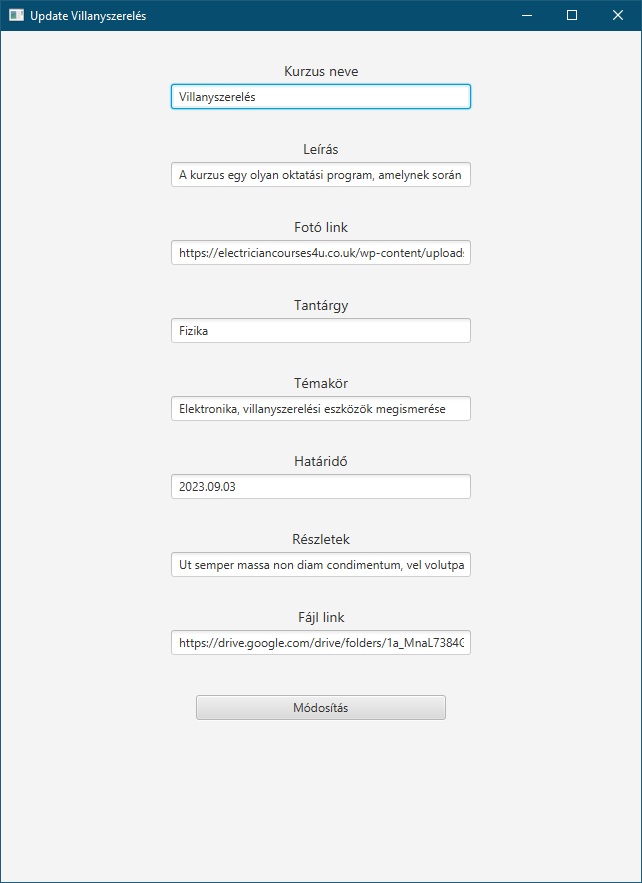 Update Villanyszerelés
Kurzus neve
Villanyszerelés
Leírás
A kurzus egy olyan oktatási program, amelynek során
Fotó link
https://electriciancourses4u.co.uk/wp-content/uploads
Tantárgy
Fizika
Témakör
Elektronika, villanyszerelési eszközök megismerése
Határidő
2023.09.03
Részletek
Ut semper massa non diam condimentum, vel volutpa
Fájl link
https://drive.google.com/drive/folders/1a_MnaL7384G
Módosítás